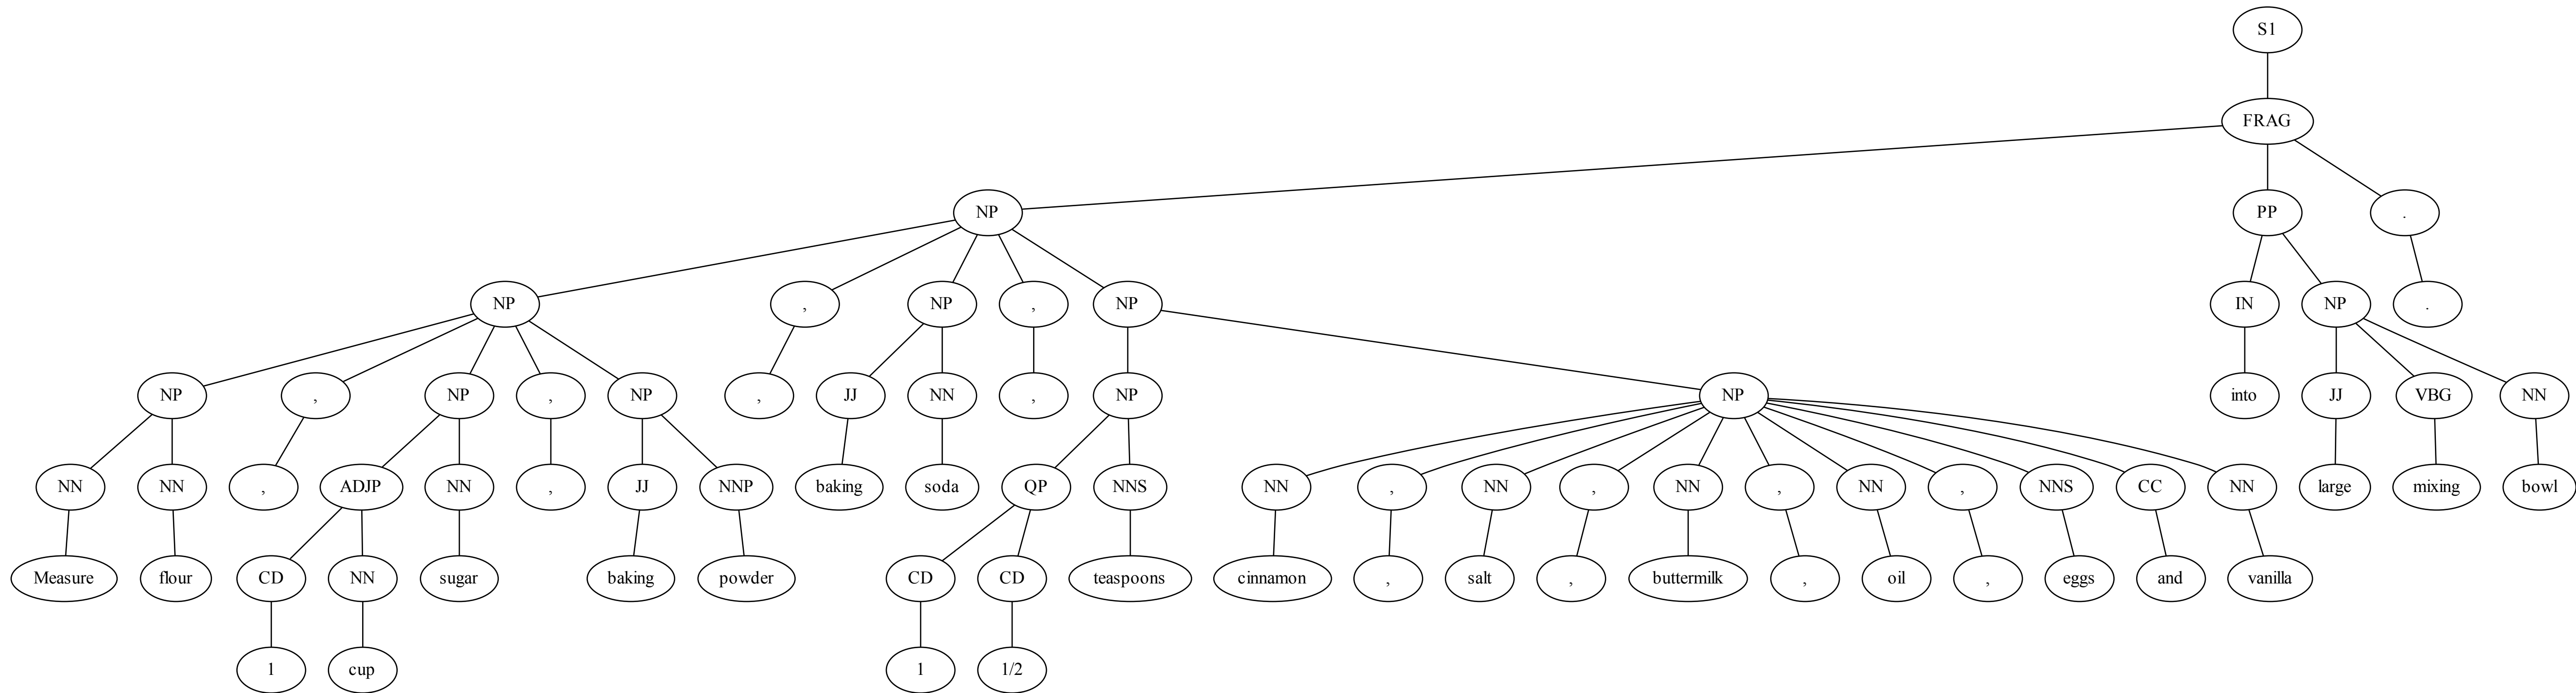 S1
FRAG
NP PP .
NP , NP , NP IN NP .
NP , NP , NP , JJ NN , NP NP into JJ VBG NN
NN NN , ADJP NN , JJ NNP baking soda QP NNS NN , NN , NN , NN , NNS CC NN large mixing bowl
Measure flour CD NN sugar baking powder CD CD teaspoons cinnamon , salt , buttermilk , oil , eggs and vanilla
1 cup 1 1/2